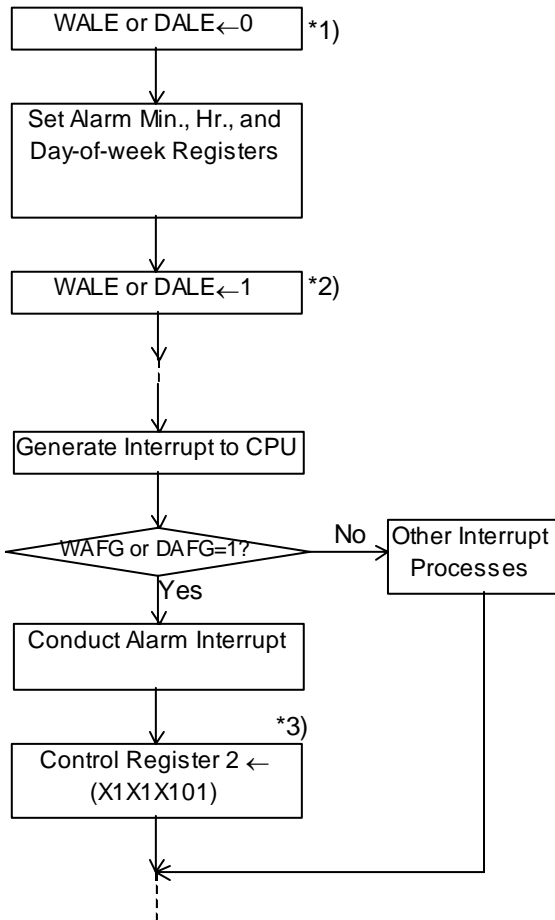 WALE or DALE←0
*1)
Set Alarm Min., Hr., and
Day-of-week Registers
WALE or DALE←1
*2)
Generate Interrupt to CPU
WAFG or DAFG=1?
No
Other Interrupt
Processes
Yes
Conduct Alarm Interrupt
*3)
Control Register 2 ←
(X1X1X101)